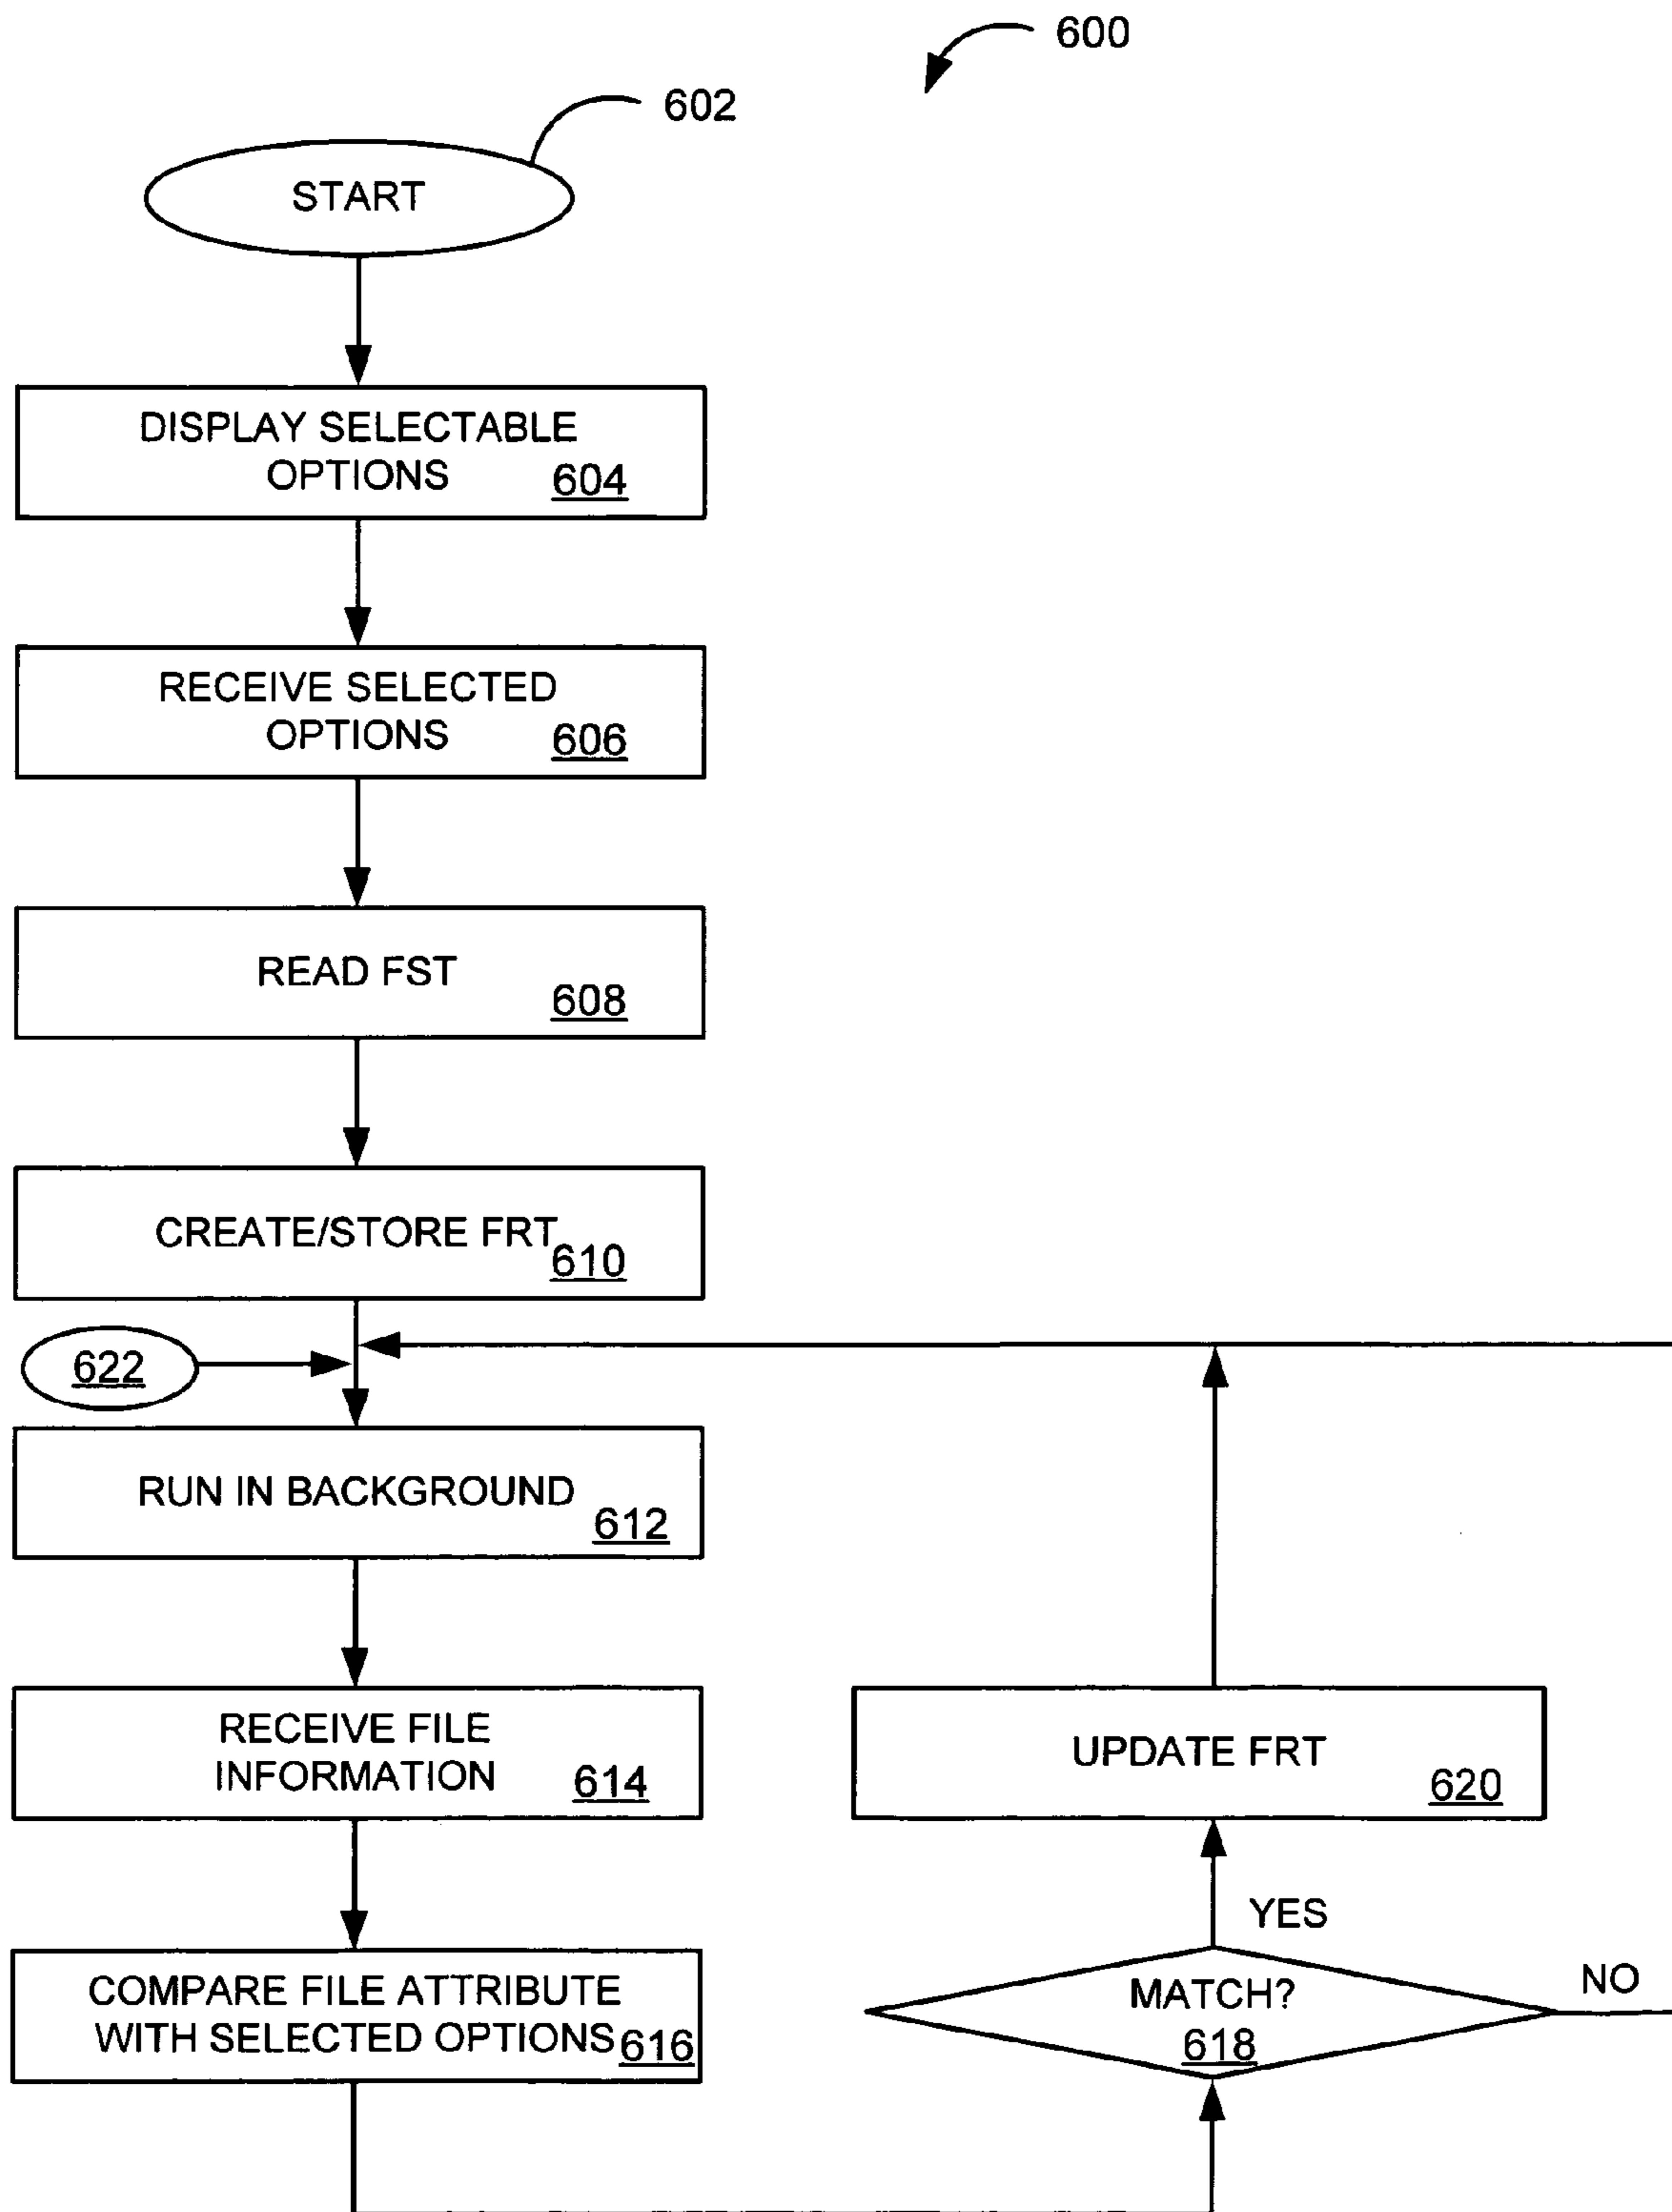 600
602
START
DISPLAY SELECTABLE
OPTIONS 604
RECEIVE SELECTED
OPTIONS 606
READ FST
608
CREATE/STORE FRT
610
622
RUN IN BACKGROUND
612
RECEIVE FILE
INFORMATION 614
COMPARE FILE ATTRIBUTE
WITH SELECTED OPTIONS 616
UPDATE FRT
620
YES
MATCH?
618
NO